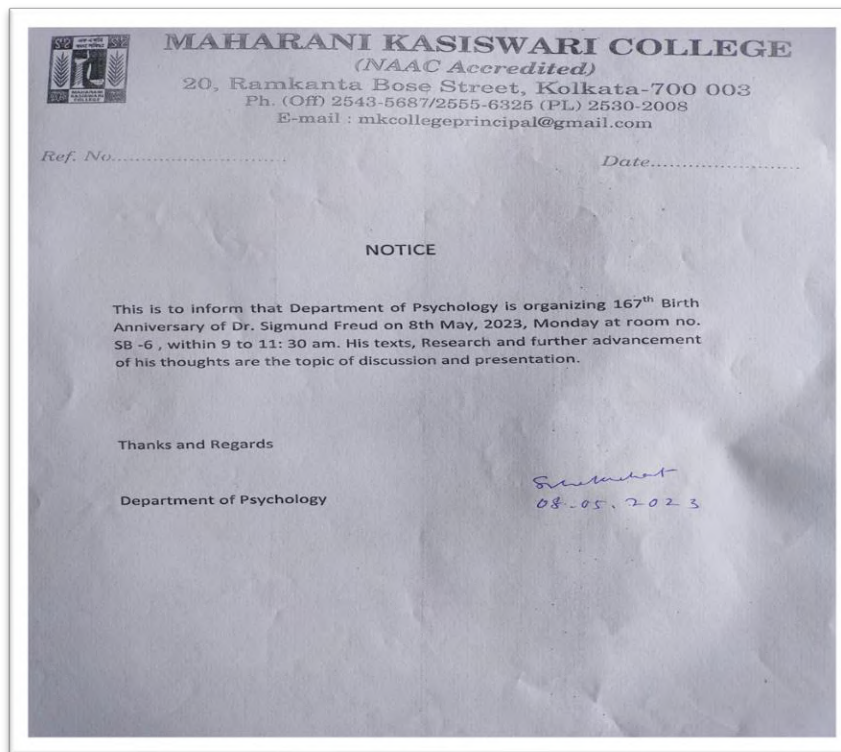 MAHARANI KASISWARI COLLEGE
(NAAC Accredited)
20, Ramkanta Bose Street, Kolkata-700 003
Ph. (Off) 2543-5687/2555-6325 (PL) 2530-2008
E-mail : mkcollegeprincipal@gmail.com
MAHARANI
KASISWARI
COLLEGE
Ref. No.............................
Date........................
NOTICE
This is to inform that Department of Psychology is organizing 167th Birth
Anniversary of Dr. Sigmund Freud on 8th May, 2023, Monday at room no.
SB -6 , within 9 to 11: 30 am. His texts, Research and further advancement
of his thoughts are the topic of discussion and presentation.
Thanks and Regards
Department of Psychology
08.05.2023